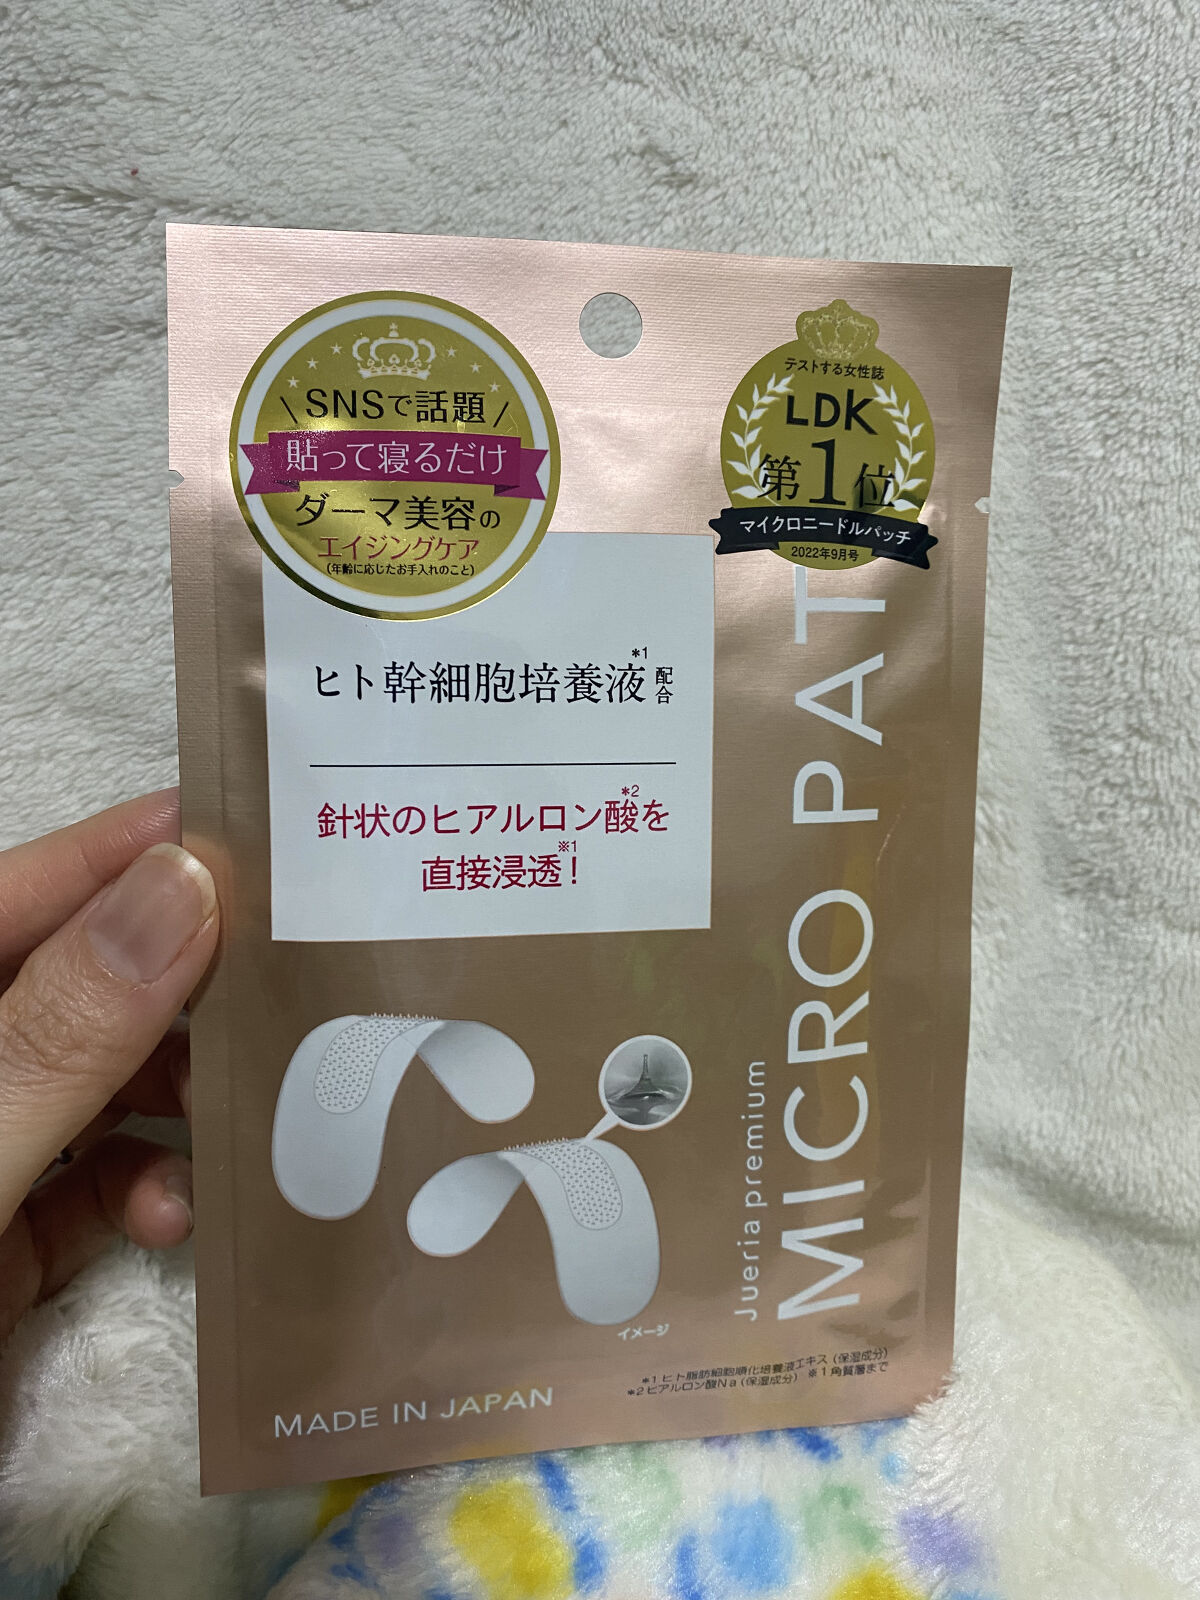 SNSで話題
貼って寝るだけ
ダーマ美容の
エイジングケア
(年齢に応じたお手入れのこと)
テストする女性誌
LDK
第1位
マイクロニードルパッチ
2022年9月号
ヒト幹細胞培養液*1配合
針状のヒアルロン酸*2を
直接浸透※1!
Jueria premium
MICRO PAT
イメージ
*1 ヒト脂肪細胞順化培養液エキス(保湿成分)
*2 ヒアルロン酸Na(保湿成分) ※1 角質層まで
MADE IN JAPAN